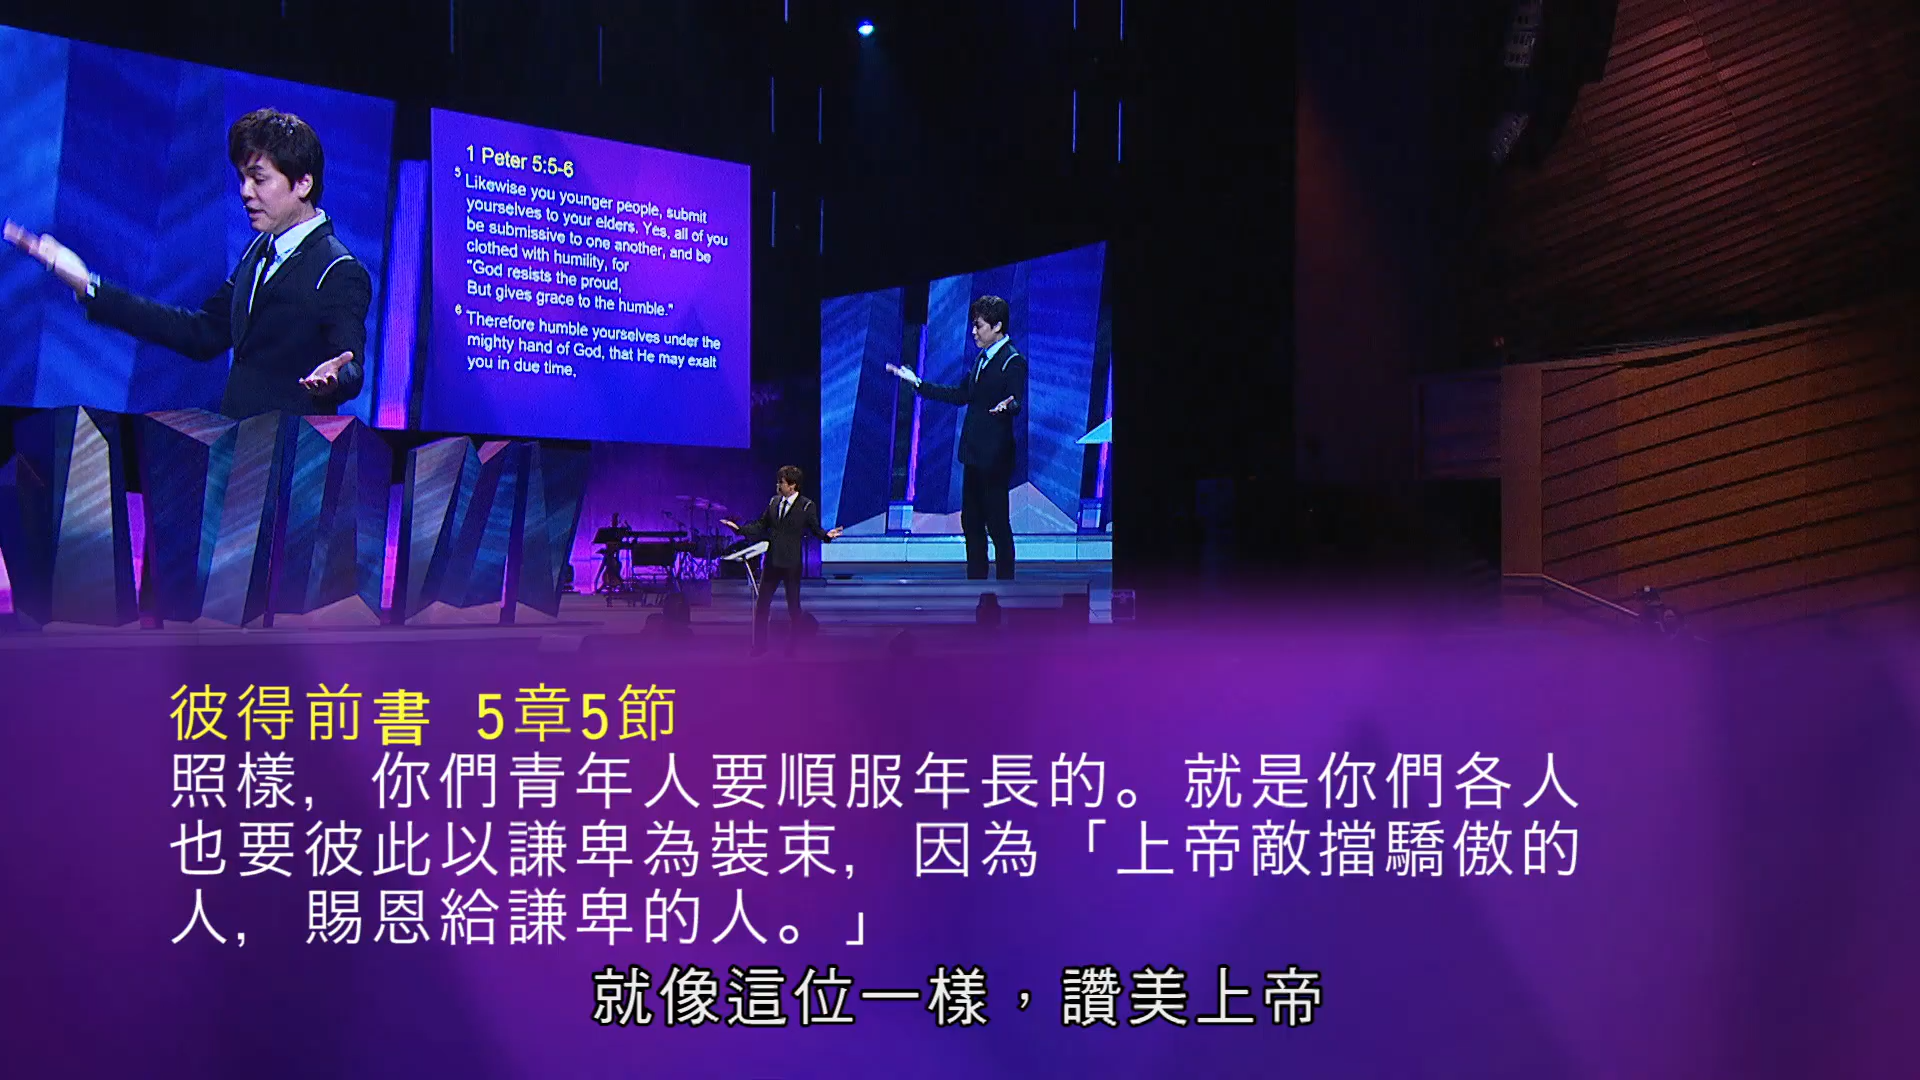 1 Peter 5:5-6
5 Likewise you younger people, submit
yourselves to your elders. Yes, all of you
be submissive to one another, and be
clothed with humility, for
"God resists the proud,
But gives grace to the humble."
6 Therefore humble yourselves under the
mighty hand of God, that He may exalt
you in due time,
彼得前書 5章5節
照樣, 你們青年人要順服年長的。就是你們各人
也要彼此以謙卑為裝束, 因為「上帝敵擋驕傲的
人, 賜恩給謙卑的人。」
就像這位一樣，讚美上帝